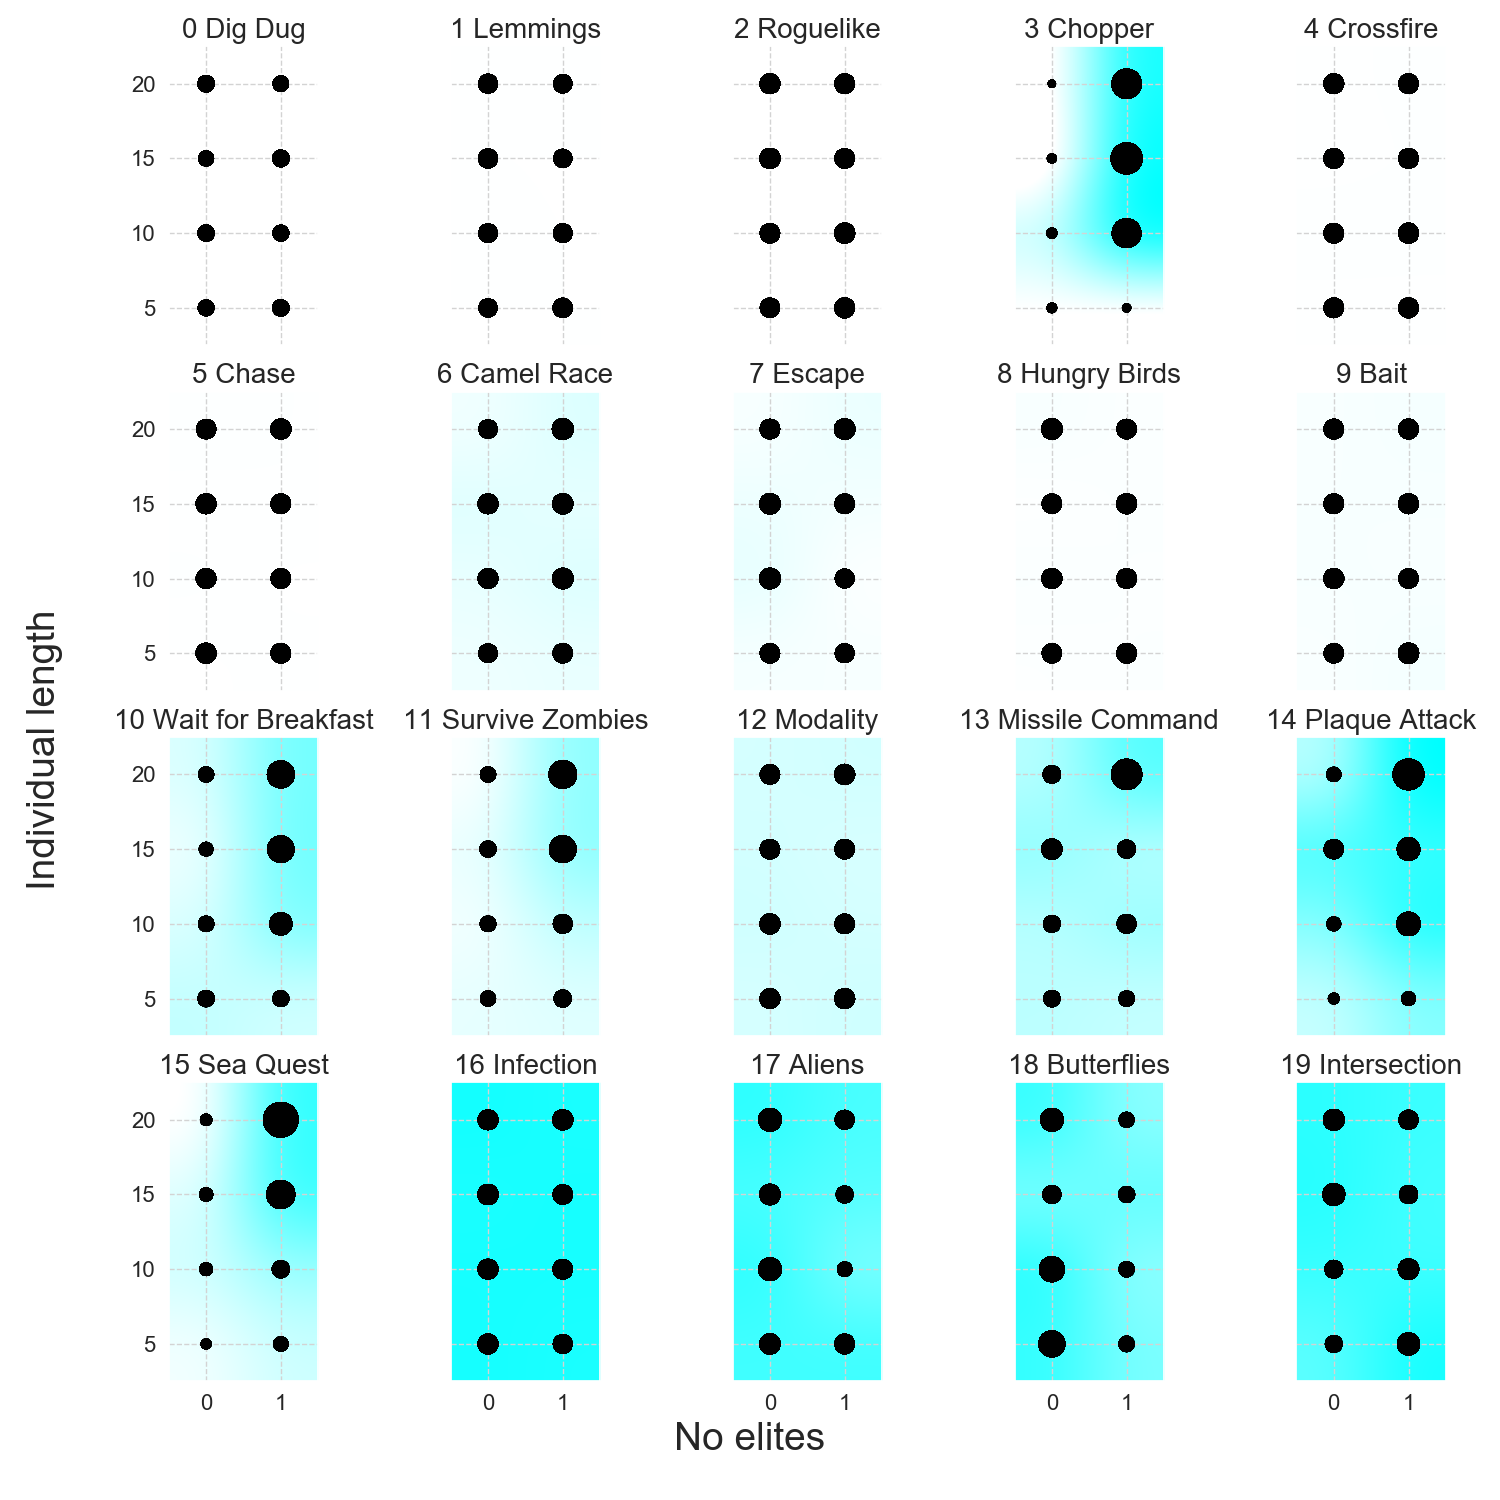 0 Dig Dug
1 Lemmings
2 Roguelike
3 Chopper
4 Crossfire
20
15
10
5
5 Chase
6 Camel Race
7 Escape
8 Hungry Birds
9 Bait
20
15
10
5
Individual length
10 Wait for Breakfast
11 Survive Zombies
12 Modality
13 Missile Command
14 Plaque Attack
20
15
10
5
15 Sea Quest
16 Infection
17 Aliens
18 Butterflies
19 Intersection
20
15
10
5
0 1 0 1 0 1 0 1 0 1
No elites